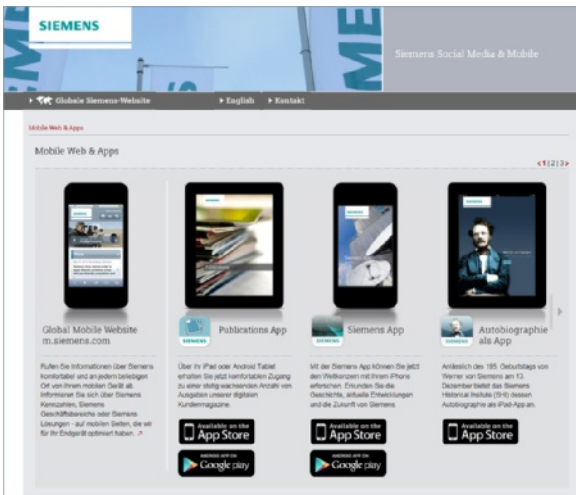 SIEMENS
Siemens Social Media & Mobile
Globale Siemens-Website
English
Kontakt
Mobile Web & Apps
Mobile Web & Apps
<1|2|3>
SIEMENS
Global Mobile Website
m.siemens.com
Publications App
SIEMENS
Siemens App
SIEMENS
Autobiographie
als App
SIEMENS
Rufen Sie Informationen über Siemens
komfortabel und an jedem beliebigen
Ort von Ihrem mobilen Gerät ab.
Informieren Sie sich über Siemens
Kennzahlen, Siemens
Geschäftsbereiche oder Siemens
Lösungen - auf mobilen Seiten, die wir
für Ihr Endgerät optimiert haben.
Über Ihr iPad oder Android Tablet
erhalten Sie jetzt komfortablen Zugang
zu einer stetig wachsenden Anzahl von
Ausgaben unserer digitalen
Kundenmagazine.
Available on the
App Store
ANDROID APP ON
Google play
Mit der Siemens App können Sie jetzt
den Weltkonzern mit Ihrem iPhone
erforschen. Erkunden Sie die
Geschichte, aktuelle Entwicklungen
und die Zukunft von Siemens.
Available on the
App Store
ANDROID APP ON
Google play
Anlässlich des 195. Geburtstags von
Werner von Siemens am 13.
Dezember bietet das Siemens
Historical Insitute (SHI) dessen
Autobiographie als iPad-App an.
Available on the
App Store